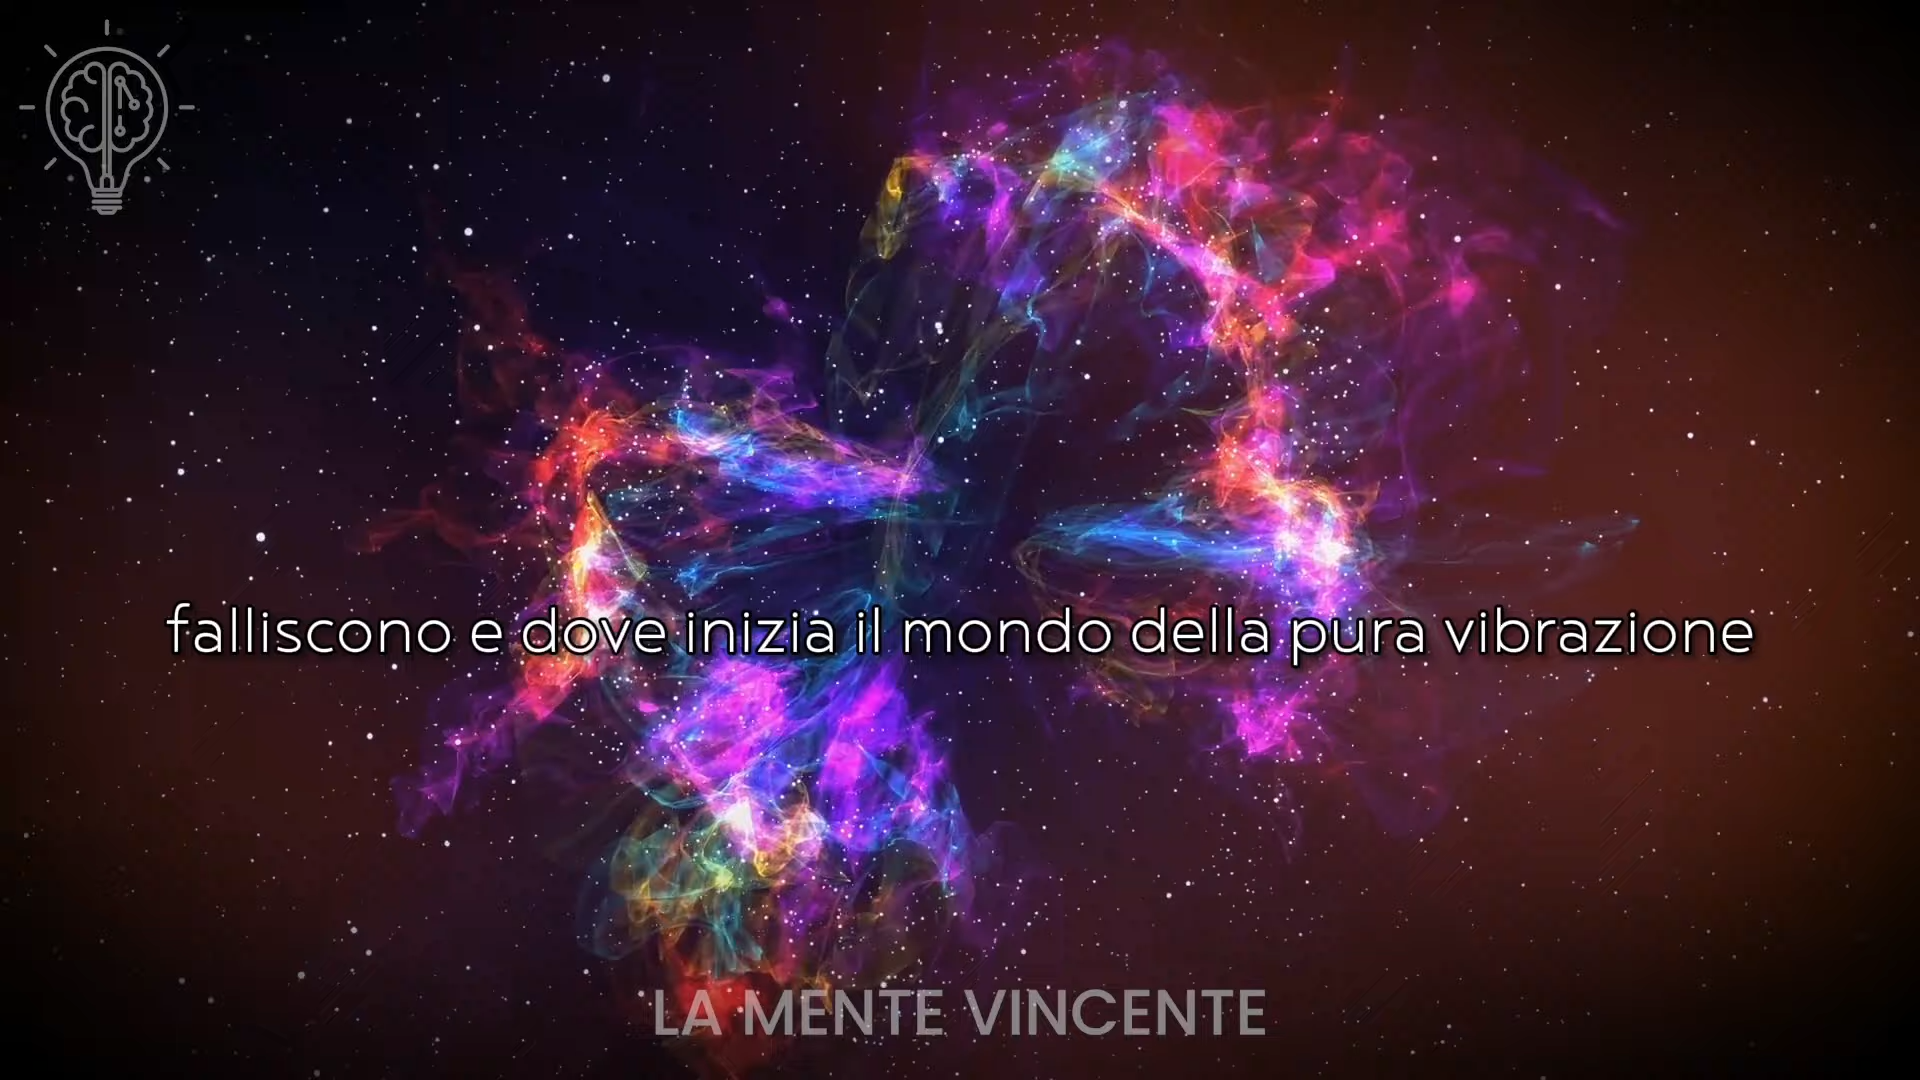 falliscono e dove inizia il mondo della pura vibrazione
LA MENTE VINCENTE